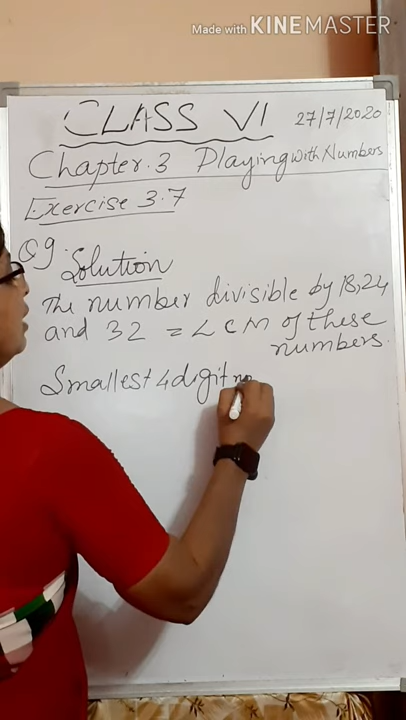 Made with KINEMASTER
CLASS VI 27/7/2020
Chapter.3 Playing with Numbers
Exercise 3.7
Q9.
Solution
The number divisible by 18,24
and 32 = LCM of these
numbers.
Smallest 4 digit no